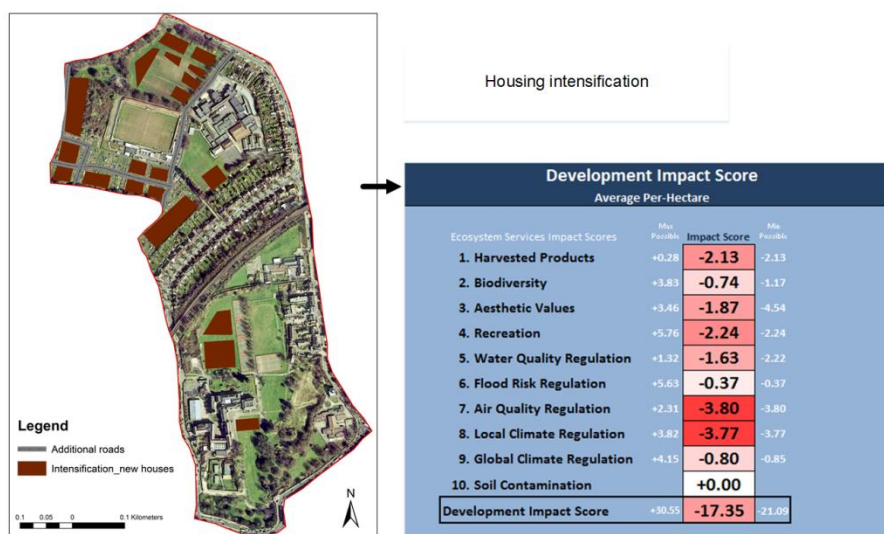 Housing intensification
Development Impact Score
Average Per-Hectare
Ecosystem Services Impact Scores Max Possible Impact Score Min Possible
1. Harvested Products +0.28 -2.13 -2.13
2. Biodiversity +3.83 -0.74 -1.17
3. Aesthetic Values +3.46 -1.87 -4.54
4. Recreation +5.76 -2.24 -2.24
5. Water Quality Regulation +1.32 -1.63 -2.22
6. Flood Risk Regulation +5.63 -0.37 -0.37
7. Air Quality Regulation +2.31 -3.80 -3.80
8. Local Climate Regulation +3.82 -3.77 -3.77
9. Global Climate Regulation +4.15 -0.80 -0.85
10. Soil Contamination +0.00
Development Impact Score +30.55 -17.35 -21.09
Legend
Additional roads
Intensification_new houses
N
0.1 0.05 0 0.1 Kilometers